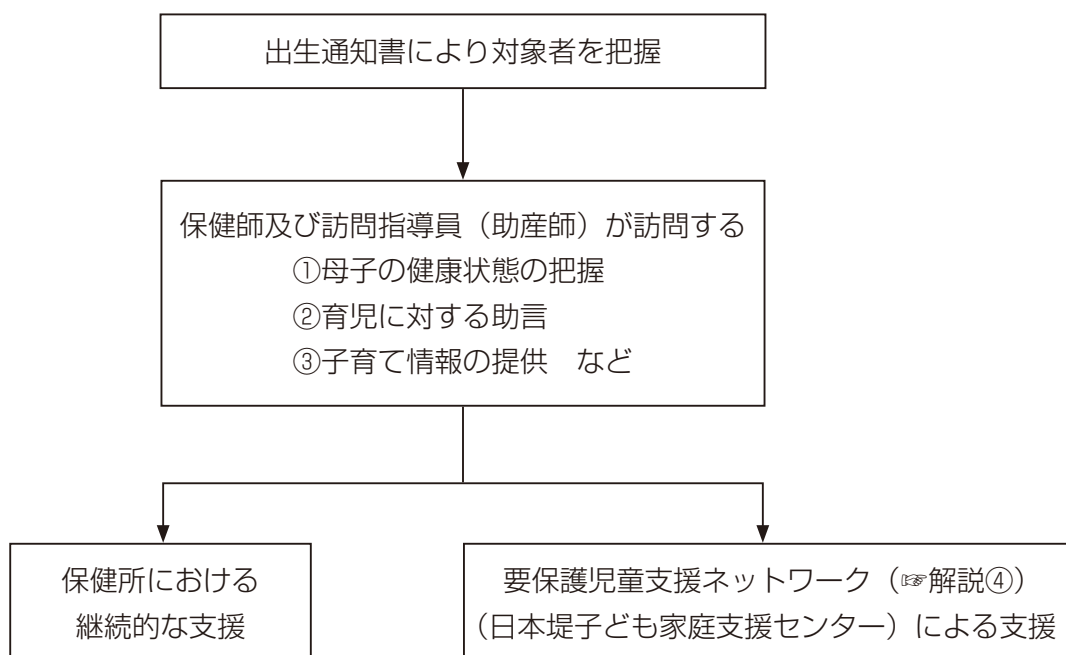 出生通知書により対象者を把握
保健師及び訪問指導員（助産師）が訪問する
①母子の健康状態の把握
②育児に対する助言
③子育て情報の提供　など
保健所における
継続的な支援
要保護児童支援ネットワーク（☞解説④）
（日本堤子ども家庭支援センター）による支援